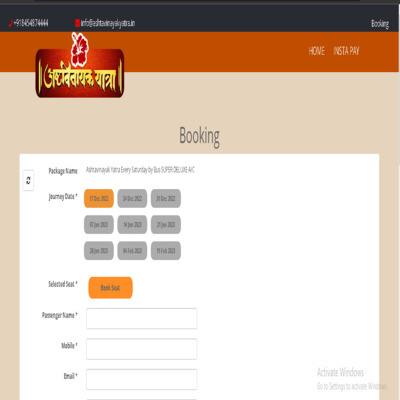 +918454874444 info@ashtavinayakyatra.in Booking
HOME INSTA PAY
अष्टविनायक यात्रा
Booking
Package Name Ashtavinayak Yatra Every Saturday by Bus SUPER DELUXE A/C
Journey Date * 17 Dec 2022 24 Dec 2022 31 Dec 2022
07 Jan 2023 14 Jan 2023 21 Jan 2023
28 Jan 2023 04 Feb 2023 11 Feb 2023
Selected Seat * Book Seat
Passenger Name *
Mobile *
Email *
Activate Windows
Go to Settings to activate Windows.